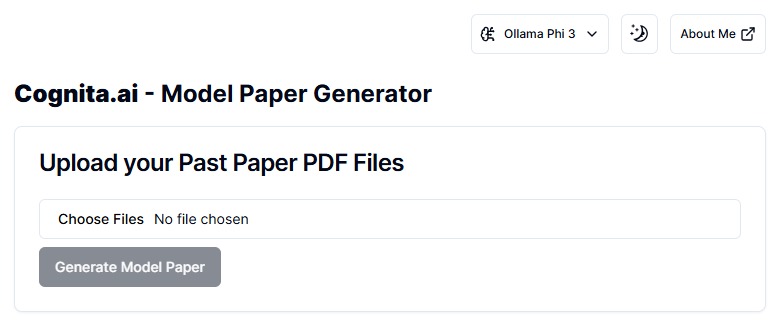 Ollama Phi 3
About Me
Cognita.ai - Model Paper Generator
Upload your Past Paper PDF Files
Choose Files No file chosen
Generate Model Paper